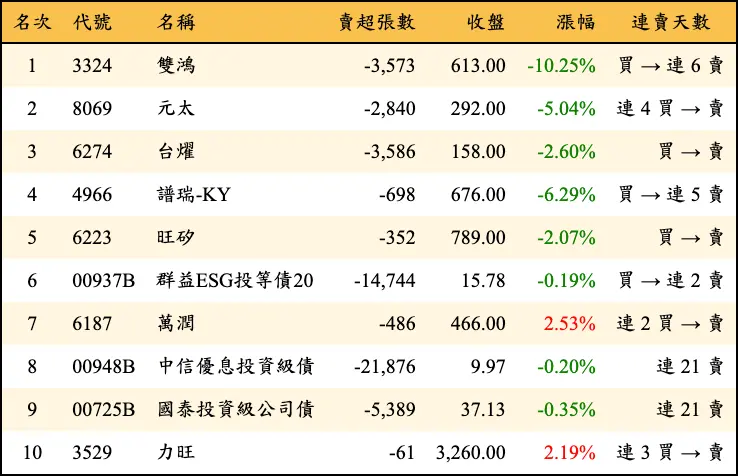 名次 代號 名稱 賣超張數 收盤 漲幅 連賣天數
1 3324 雙鴻 -3,573 613.00 -10.25% 買 → 連 6 賣
2 8069 元太 -2,840 292.00 -5.04% 連 4 買 → 賣
3 6274 台燿 -3,586 158.00 -2.60% 買 → 賣
4 4966 譜瑞-KY -698 676.00 -6.29% 買 → 連 5 賣
5 6223 旺矽 -352 789.00 -2.07% 買 → 賣
6 00937B 群益ESG投等債20 -14,744 15.78 -0.19% 買 → 連 2 賣
7 6187 萬潤 -486 466.00 2.53% 連 2 買 → 賣
8 00948B 中信優息投資級債 -21,876 9.97 -0.20% 連 21 賣
9 00725B 國泰投資級公司債 -5,389 37.13 -0.35% 連 21 賣
10 3529 力旺 -61 3,260.00 2.19% 連 3 買 → 賣